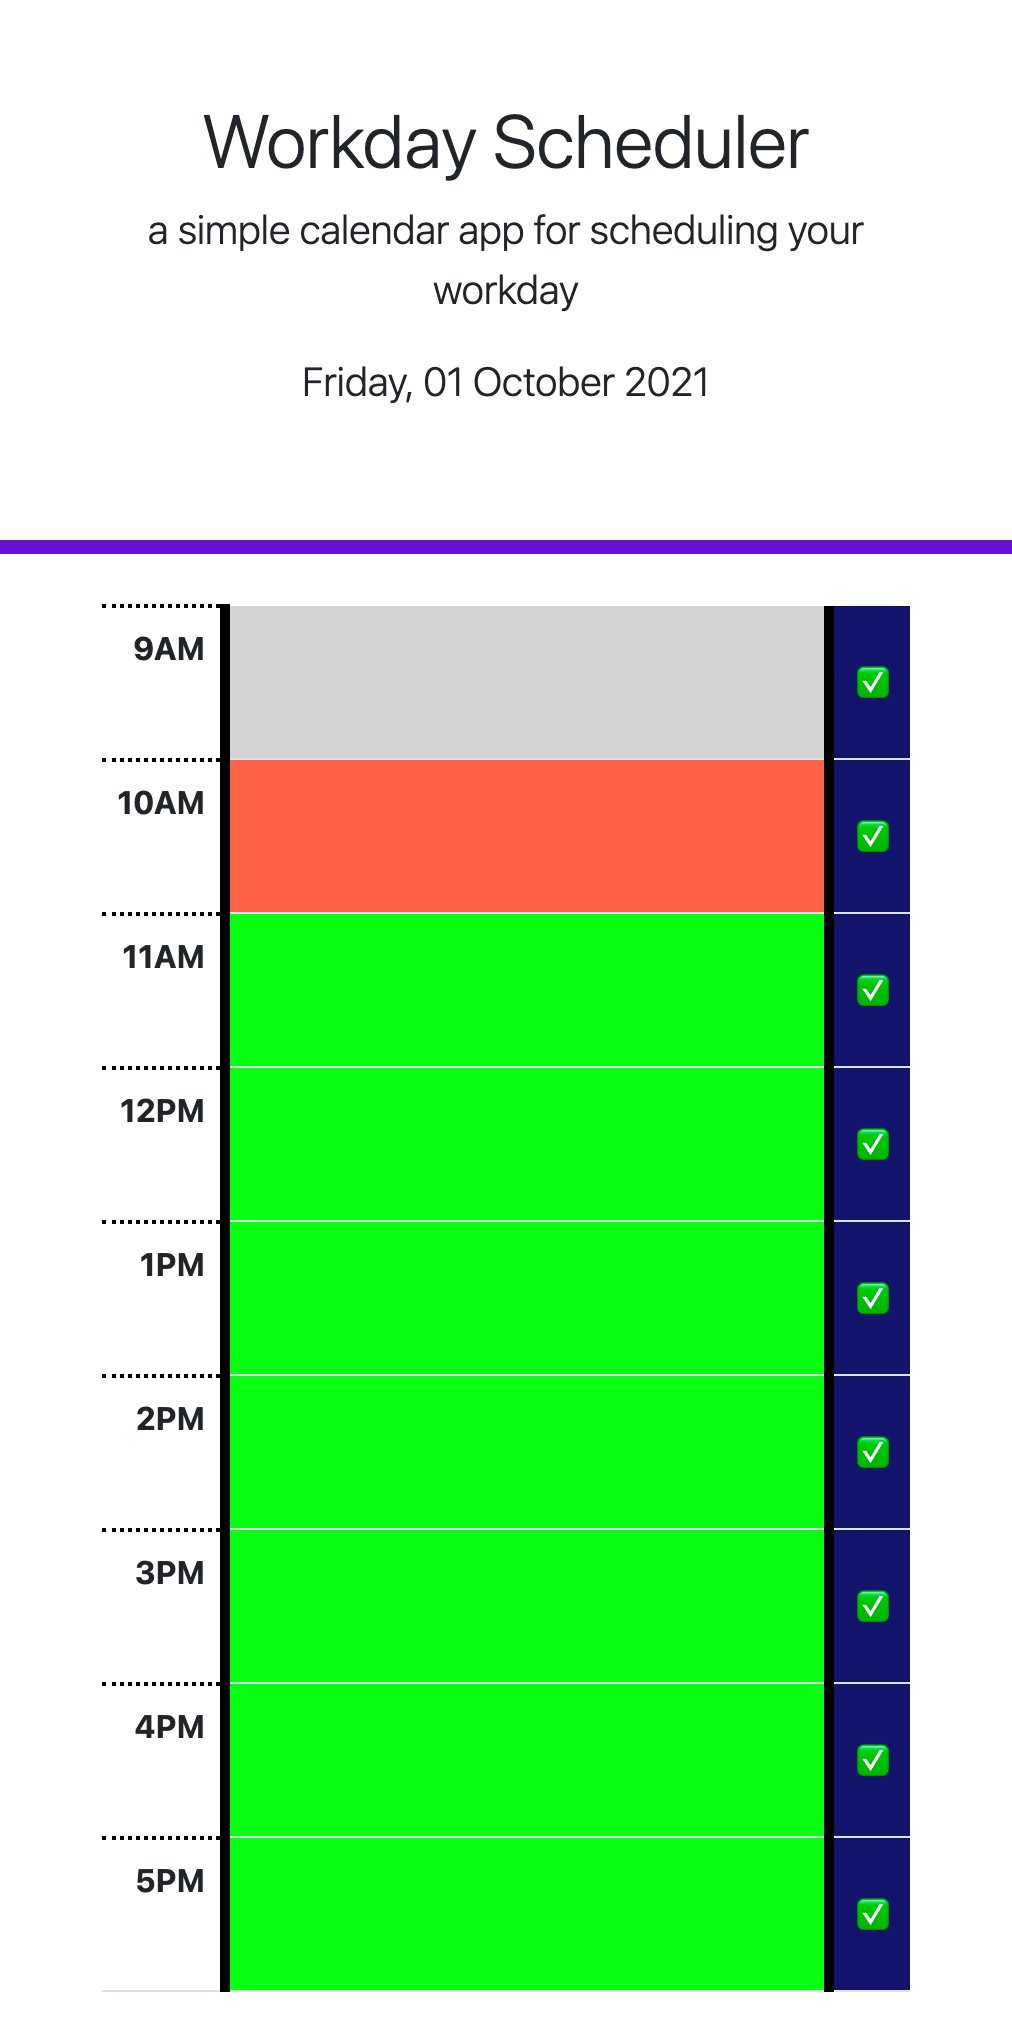 Workday Scheduler
a simple calendar app for scheduling your
workday
Friday, 01 October 2021
9AM
10AM
11AM
12PM
1PM
2PM
3PM
4PM
5PM